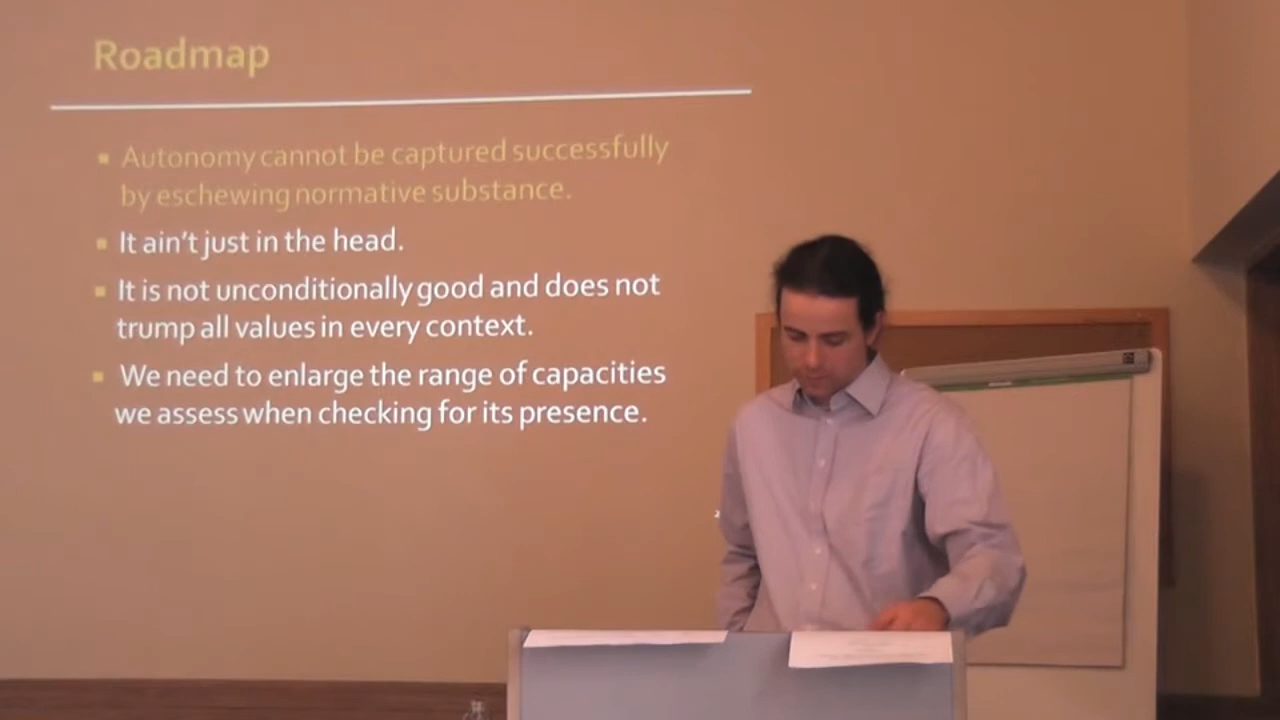 Roadmap
Autonomy cannot be captured successfully
by eschewing normative substance.
It ain't just in the head.
It is not unconditionally good and does not
trump all values in every context.
We need to enlarge the range of capacities
we assess when checking for its presence.